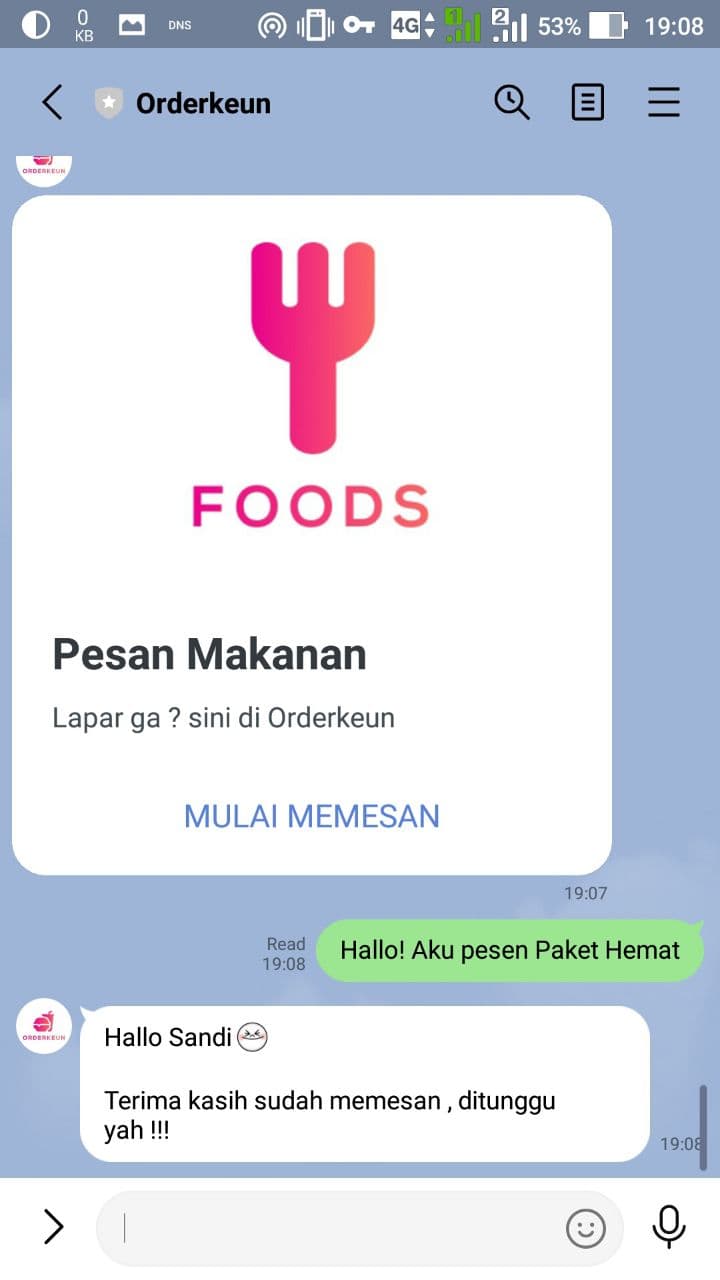 0
KB
DNS
4G
1
2
53%
19:08
Orderkeun
ORDERKEUN
FOODS
Pesan Makanan
Lapar ga ? sini di Orderkeun
MULAI MEMESAN
19:07
Read
19:08
Hallo! Aku pesen Paket Hemat
ORDERKEUN
Hallo Sandi
Terima kasih sudah memesan , ditunggu
yah !!!
19:08